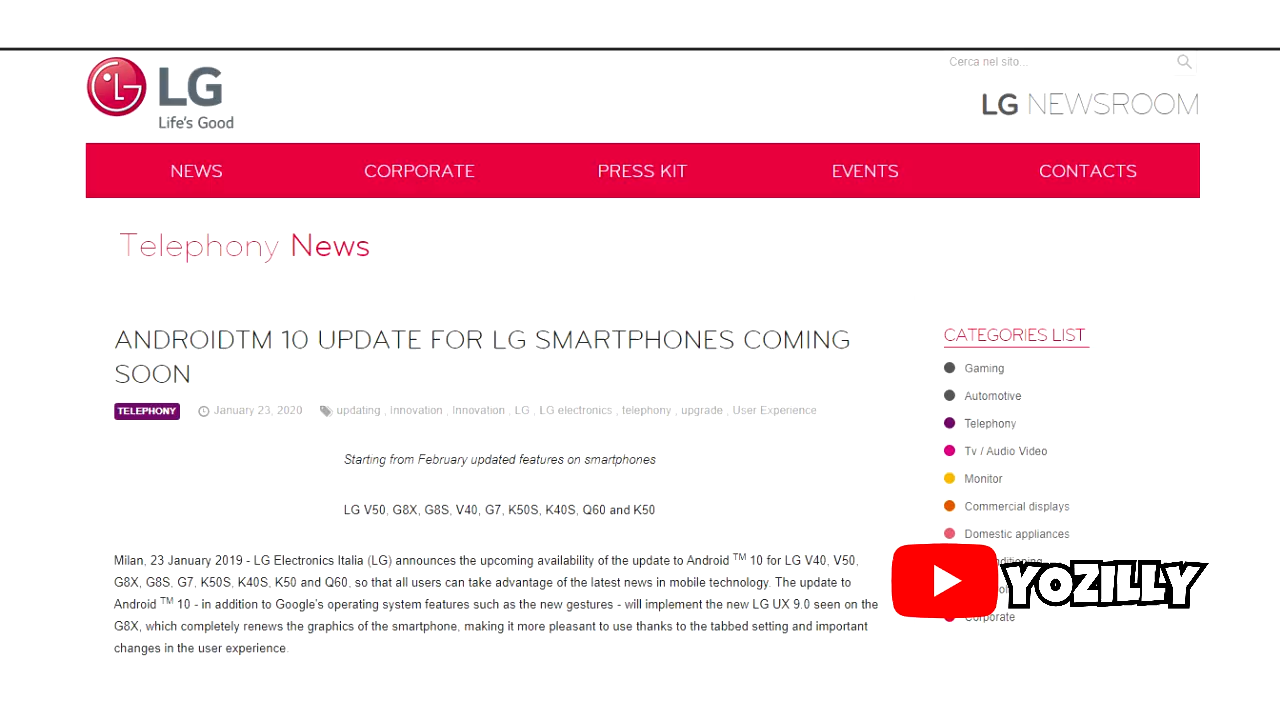 LG
Life's Good
Cerca nel sito...
LG NEWSROOM
NEWS CORPORATE PRESS KIT EVENTS CONTACTS
Telephony News
ANDROIDTM 10 UPDATE FOR LG SMARTPHONES COMING
SOON
TELEPHONY January 23, 2020 updating , Innovation , Innovation , LG , LG electronics , telephony , upgrade , User Experience
Starting from February updated features on smartphones
LG V50, G8X, G8S, V40, G7, K50S, K40S, Q60 and K50
Milan, 23 January 2019 - LG Electronics Italia (LG) announces the upcoming availability of the update to Android TM 10 for LG V40, V50,
G8X, G8S, G7, K50S, K40S, K50 and Q60, so that all users can take advantage of the latest news in mobile technology. The update to
Android TM 10 - in addition to Google's operating system features such as the new gestures - will implement the new LG UX 9.0 seen on the
G8X, which completely renews the graphics of the smartphone, making it more pleasant to use thanks to the tabbed setting and important
changes in the user experience.
CATEGORIES LIST
Gaming
Automotive
Telephony
Tv / Audio Video
Monitor
Commercial displays
Domestic appliances
Corporate
YOZILLY